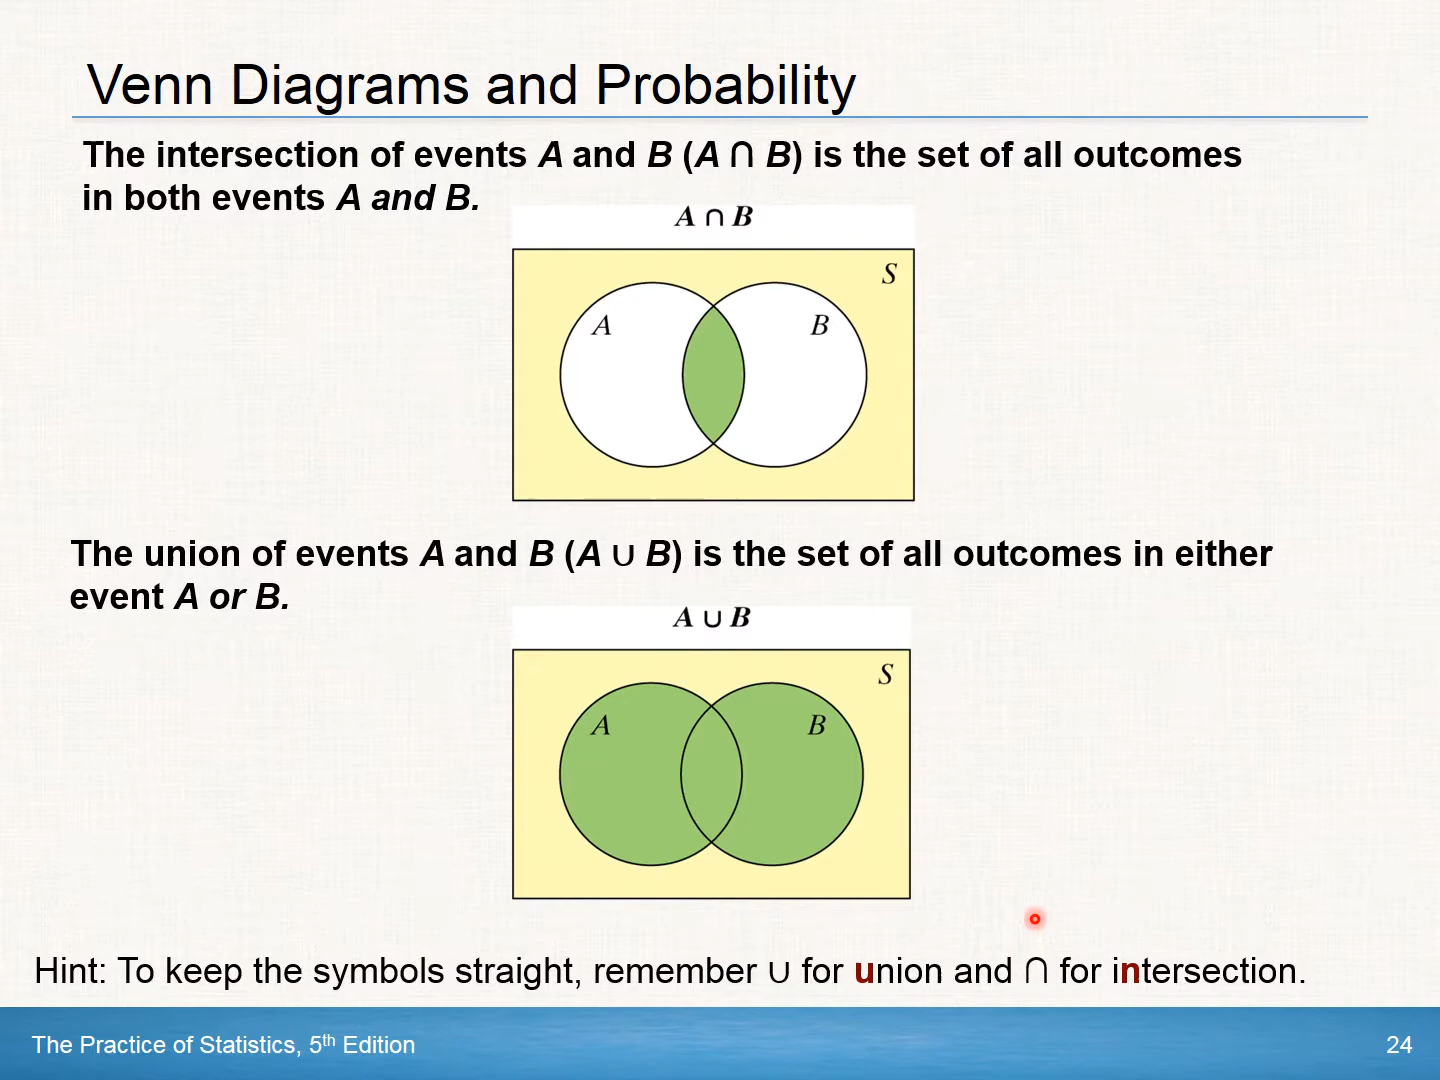 Venn Diagrams and Probability
The intersection of events A and B (A ∩ B) is the set of all outcomes
in both events A and B.
A ∩ B
S
A
B
The union of events A and B (A ∪ B) is the set of all outcomes in either
event A or B.
A ∪ B
S
A
B
Hint: To keep the symbols straight, remember ∪ for union and ∩ for intersection.
The Practice of Statistics, 5th Edition
24